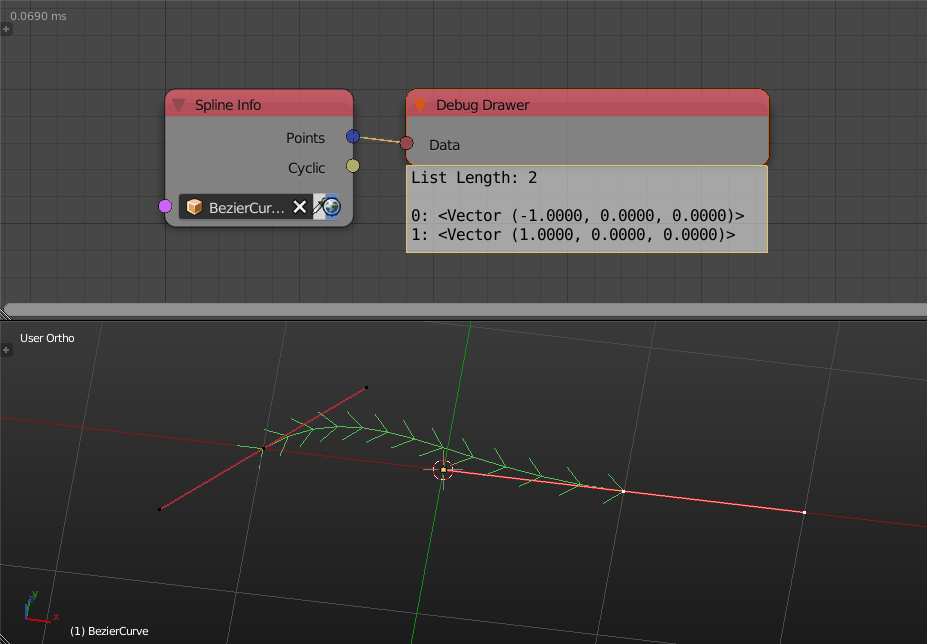 0.0690 ms
Spline Info
Debug Drawer
Points
Data
Cyclic
BezierCur...
List Length: 2
0: <Vector (-1.0000, 0.0000, 0.0000)>
1: <Vector (1.0000, 0.0000, 0.0000)>
User Ortho
z
y
x
(1) BezierCurve